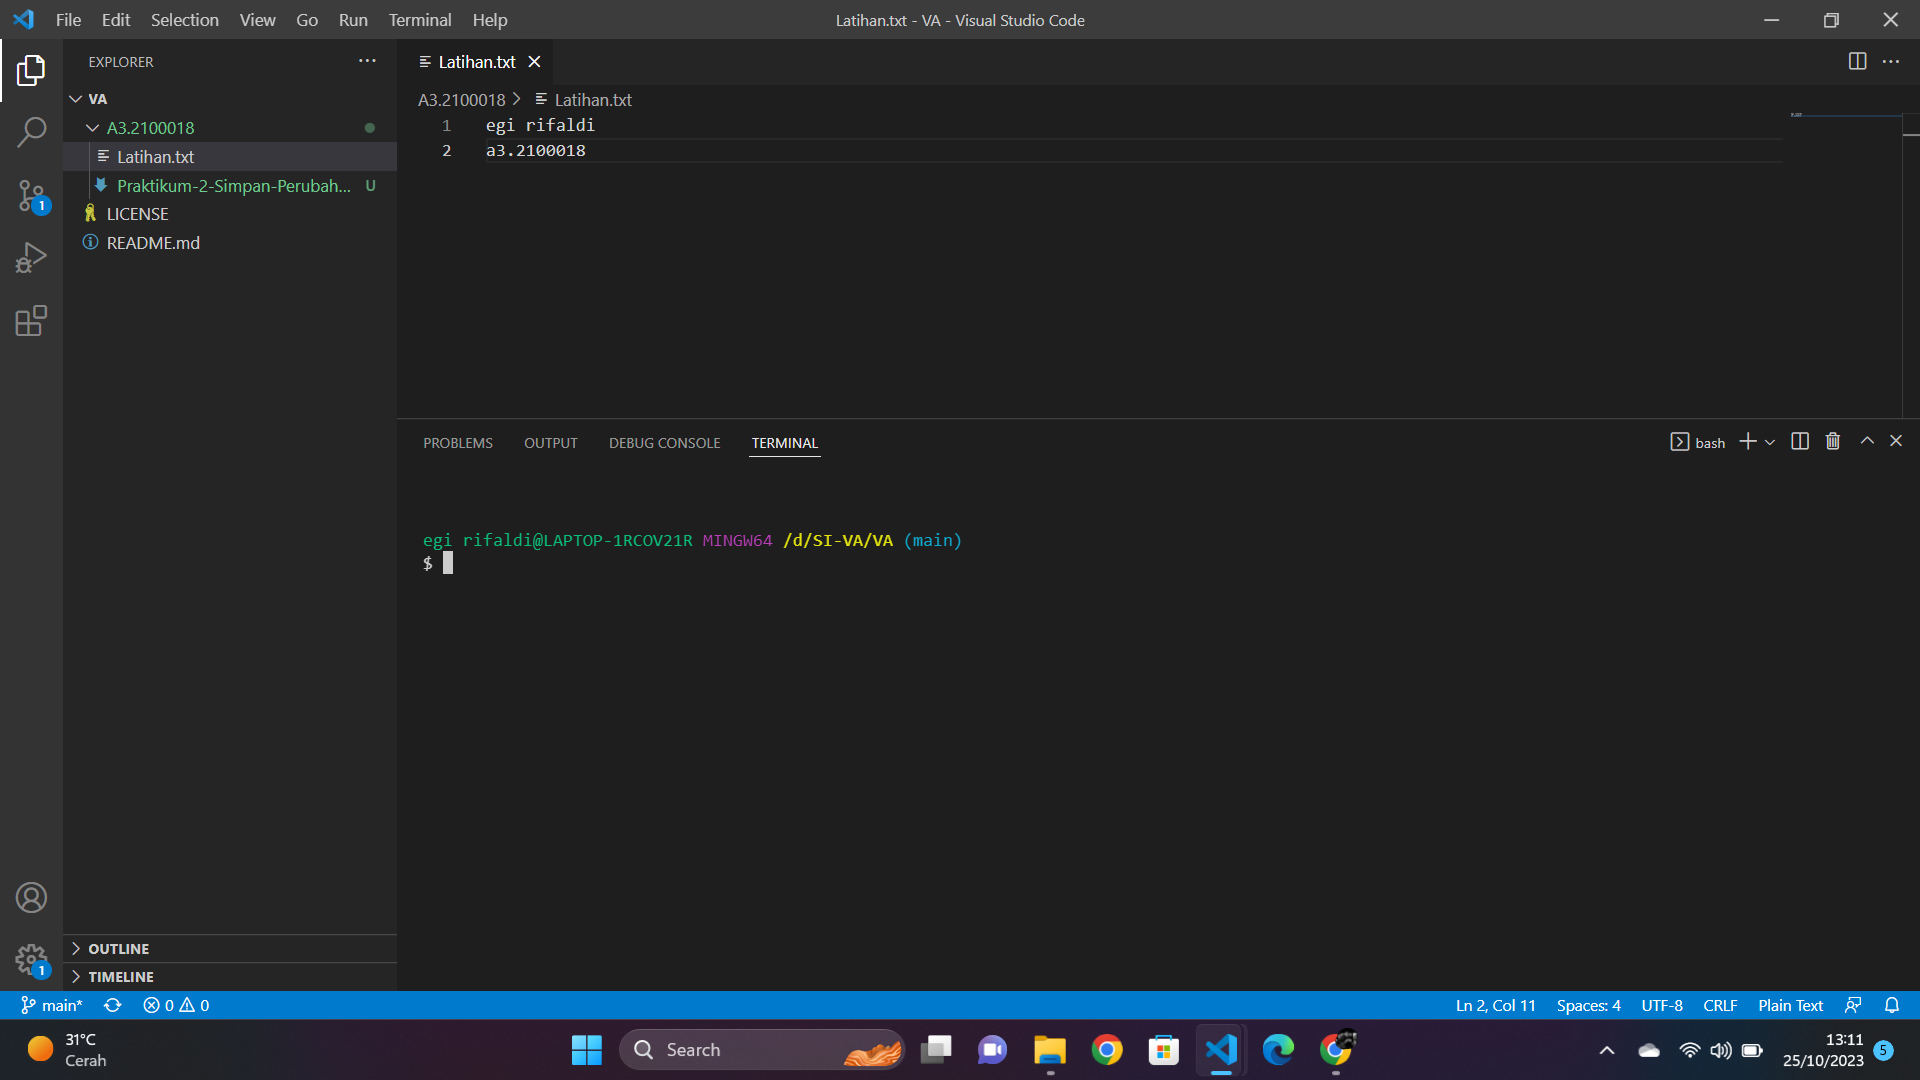 File Edit Selection View Go Run Terminal Help
Latihan.txt - VA - Visual Studio Code
EXPLORER
VA
A3.2100018
Latihan.txt
Praktikum-2-Simpan-Perubah... U
LICENSE
README.md
OUTLINE
TIMELINE
1
1
Latihan.txt
A3.2100018 > Latihan.txt
1 egi rifaldi
2 a3.2100018
PROBLEMS OUTPUT DEBUG CONSOLE TERMINAL
bash
egi rifaldi@LAPTOP-1RCOV21R MINGW64 /d/SI-VA/VA (main)
$
main* 0 0
Ln 2, Col 11 Spaces: 4 UTF-8 CRLF Plain Text
31°C
Cerah
Search
13:11
25/10/2023
5